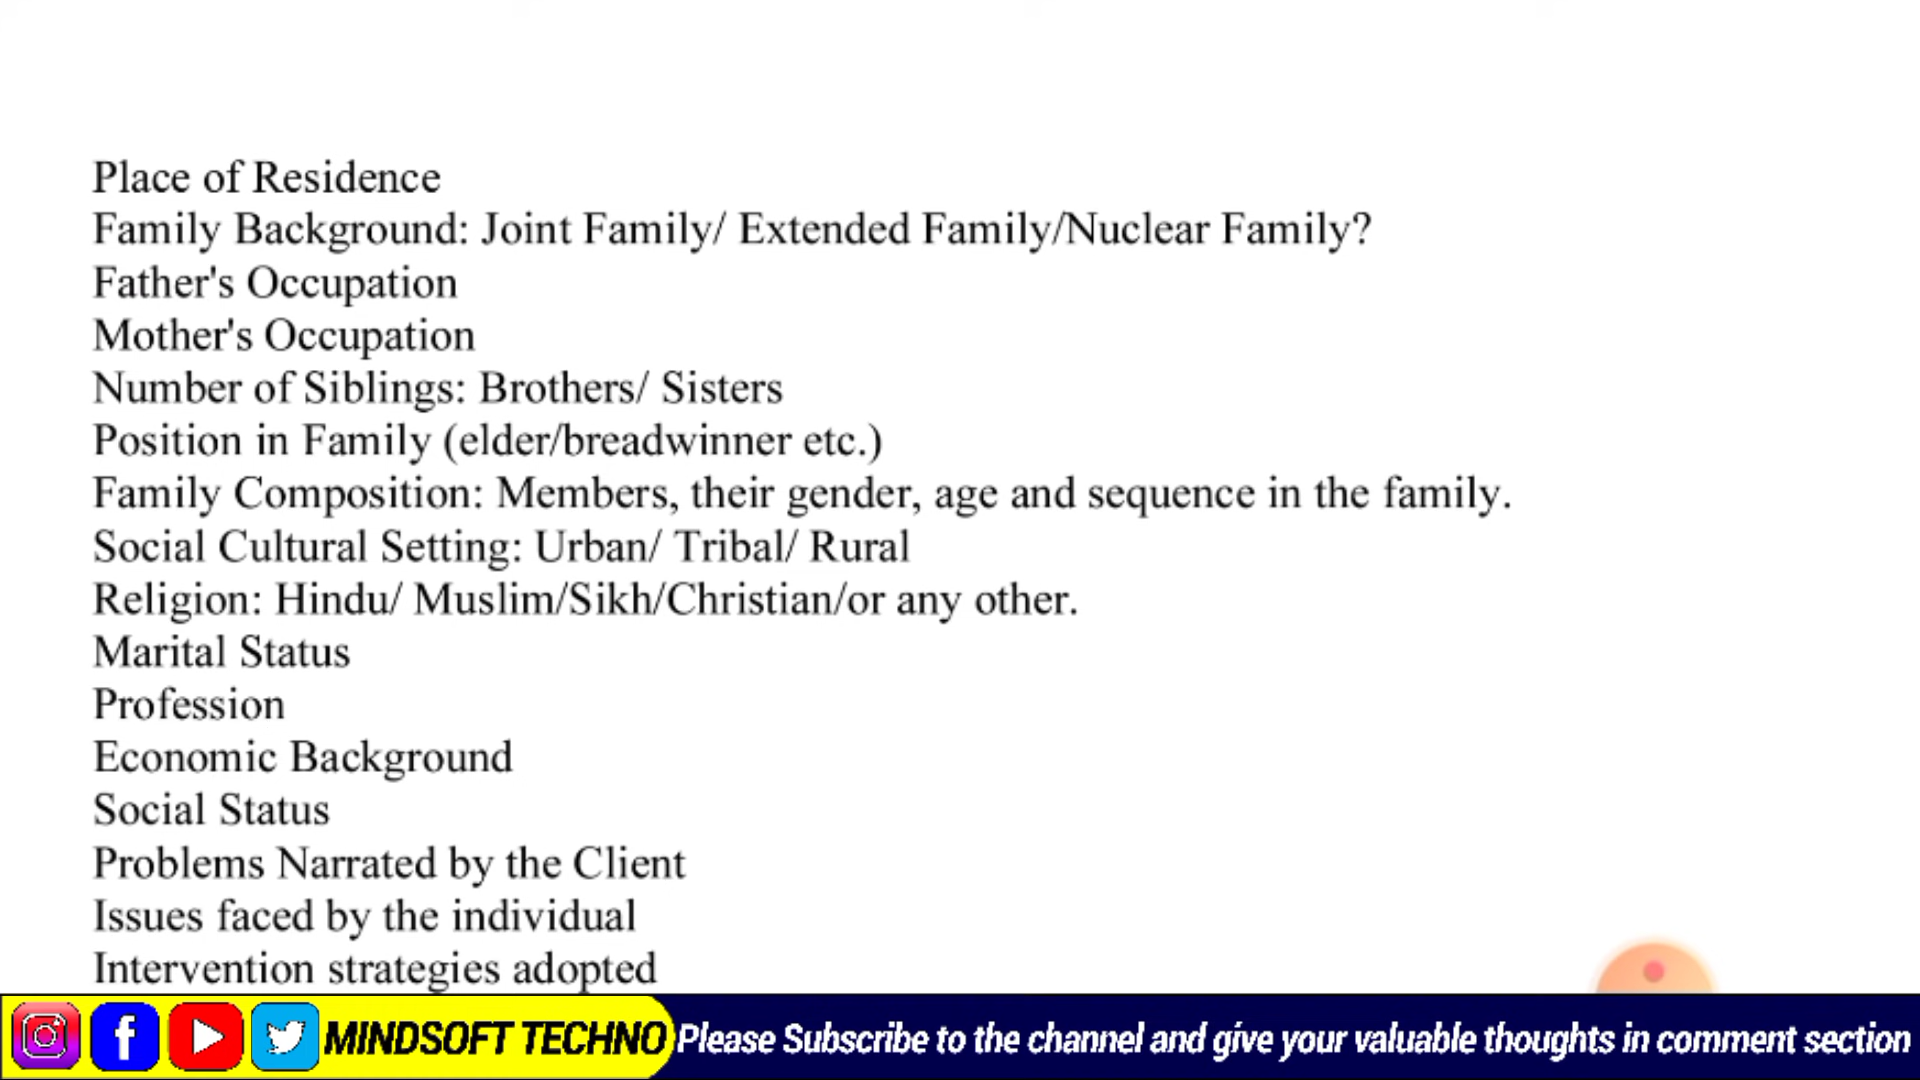 Place of Residence
Family Background: Joint Family/ Extended Family/Nuclear Family?
Father's Occupation
Mother's Occupation
Number of Siblings: Brothers/ Sisters
Position in Family (elder/breadwinner etc.)
Family Composition: Members, their gender, age and sequence in the family.
Social Cultural Setting: Urban/ Tribal/ Rural
Religion: Hindu/ Muslim/Sikh/Christian/or any other.
Marital Status
Profession
Economic Background
Social Status
Problems Narrated by the Client
Issues faced by the individual
Intervention strategies adopted
MINDSOFT TECHNO Please Subscribe to the channel and give your valuable thoughts in comment section